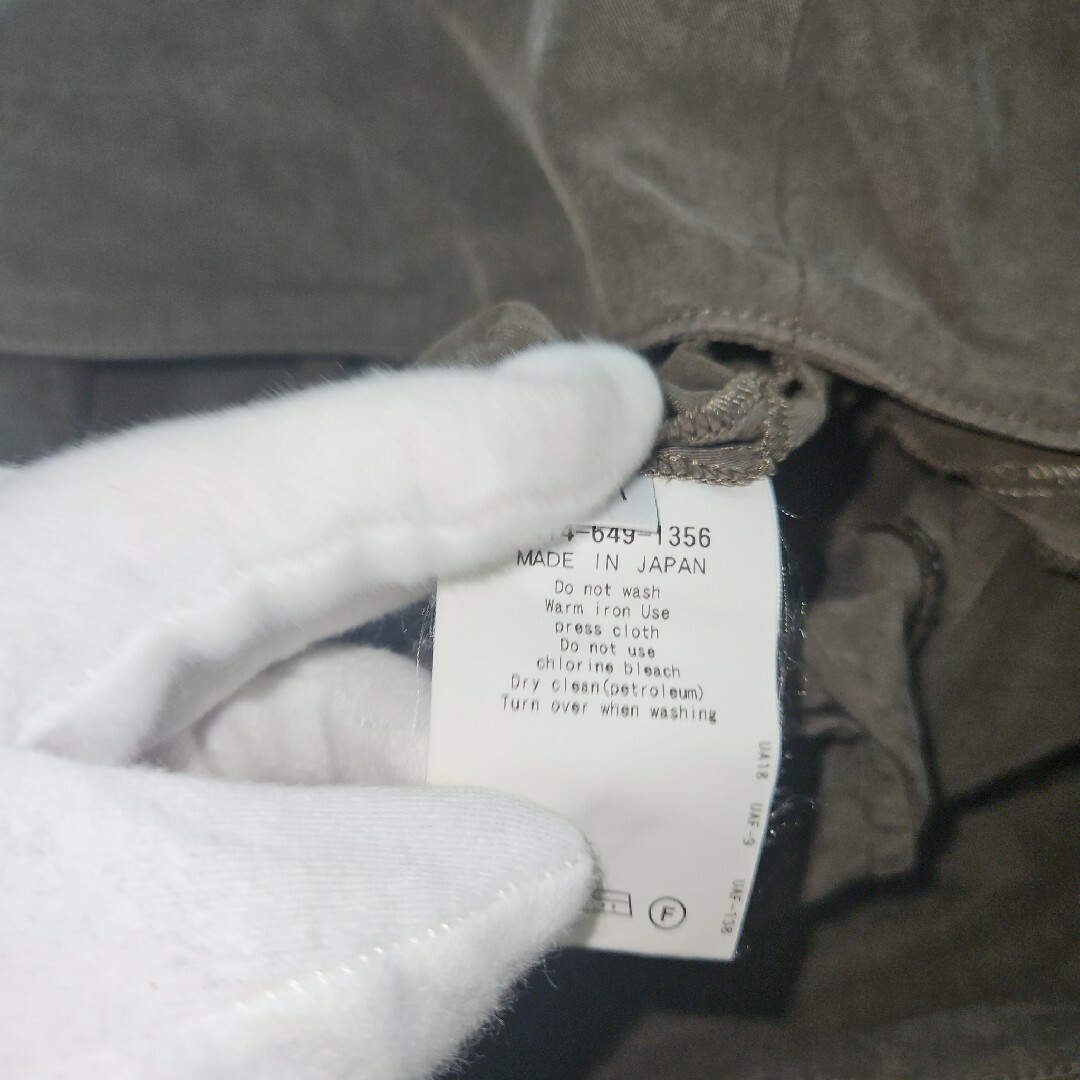 4-649-1356
MADE IN JAPAN
Do not wash
Warm iron Use
press cloth
Do not use
chlorine bleach
Dry clean(petroleum)
Turn over when washing
UA18 UAF-9 UAF-138
F